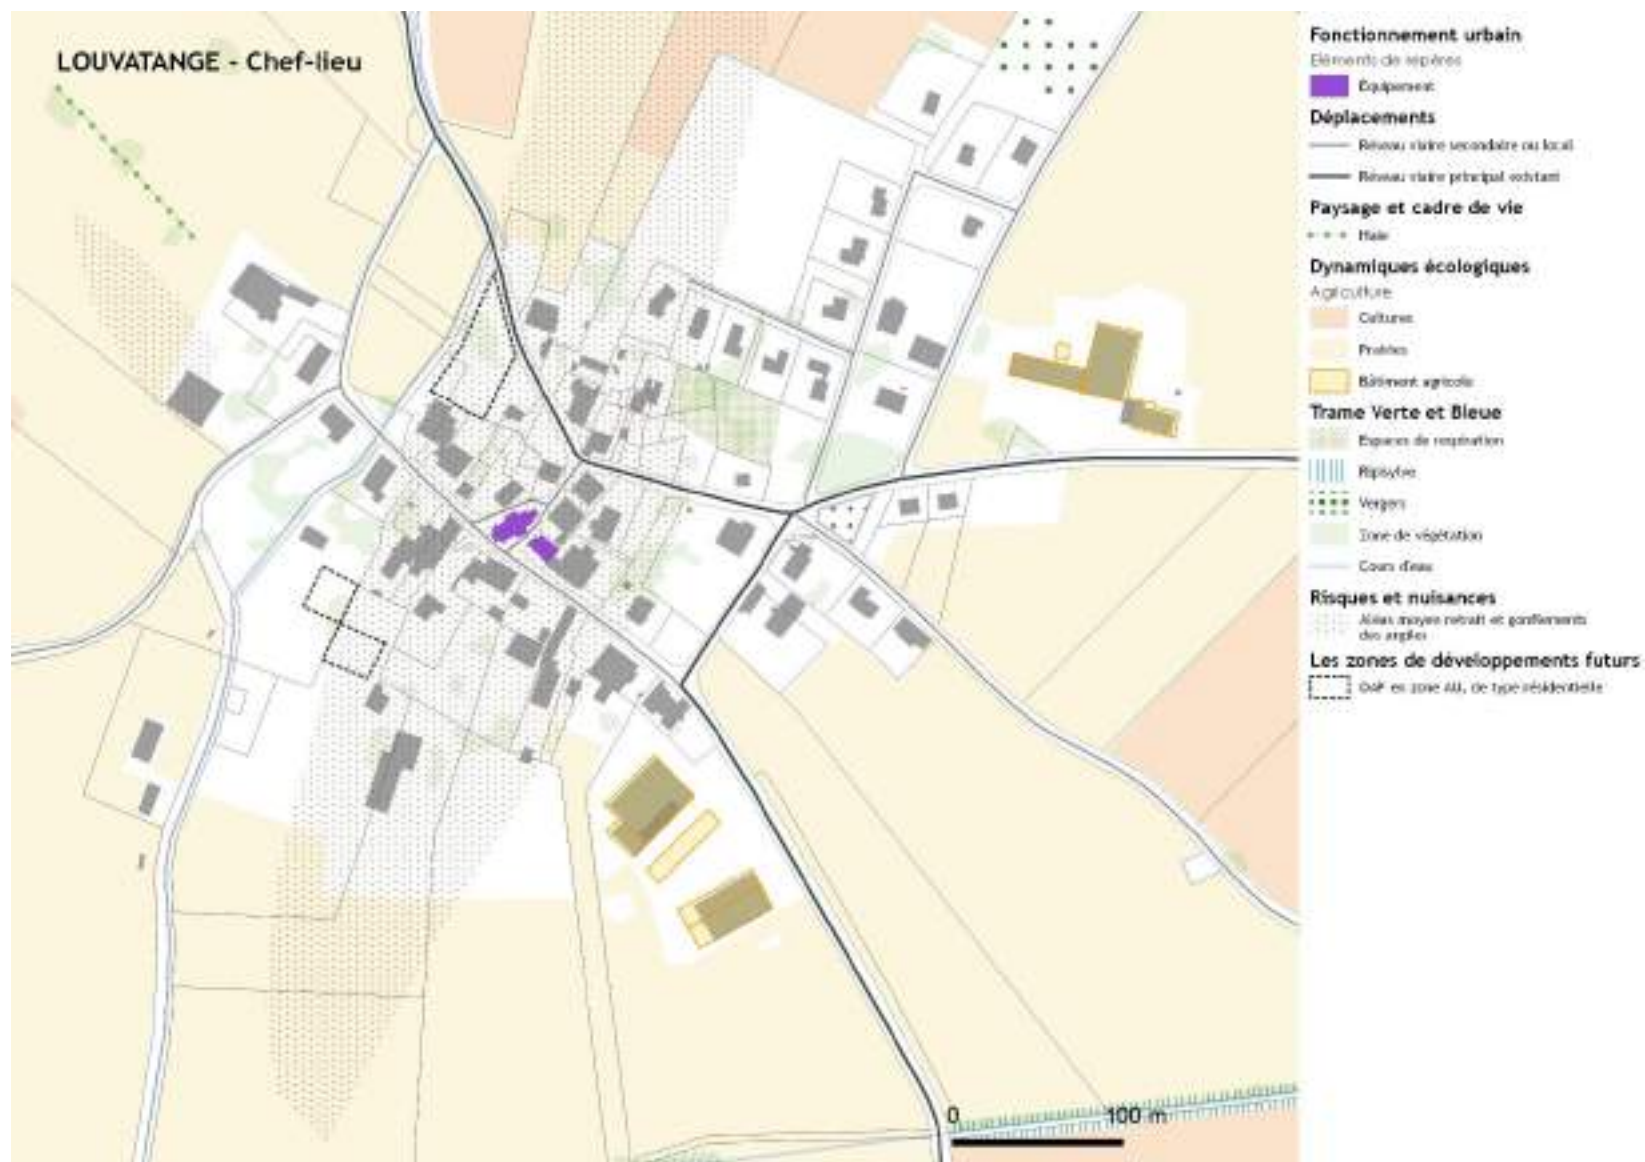 LOUVATANGE - Chef-lieu
Fonctionnement urbain
Eléments de repères
Equipement
Déplacements
Réseau viaire secondaire ou local
Réseau viaire principal existant
Paysage et cadre de vie
Haie
Dynamiques écologiques
Agriculture
Cultures
Prairies
Bâtiment agricole
Trame Verte et Bleue
Espaces de respiration
Ripisylve
Vergers
Zone de végétation
Cours d'eau
Risques et nuisances
Aléas moyen retrait et gonflements
des argiles
Les zones de développements futurs
OAP en zone AU, de type résidentielle
0 100 m